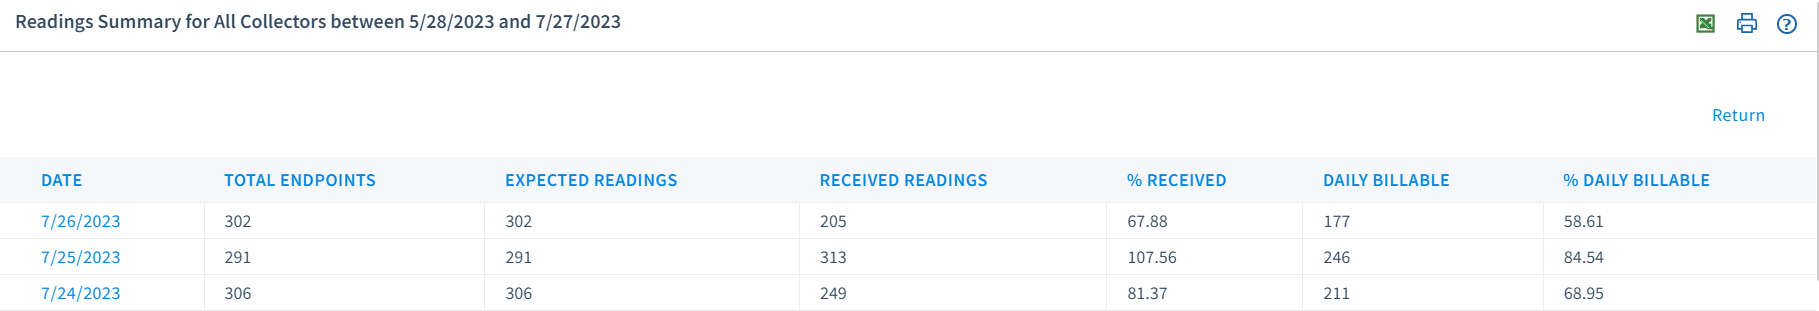 Readings Summary for All Collectors between 5/28/2023 and 7/27/2023
Return
DATE TOTAL ENDPOINTS EXPECTED READINGS RECEIVED READINGS % RECEIVED DAILY BILLABLE % DAILY BILLABLE
7/26/2023 302 302 205 67.88 177 58.61
7/25/2023 291 291 313 107.56 246 84.54
7/24/2023 306 306 249 81.37 211 68.95